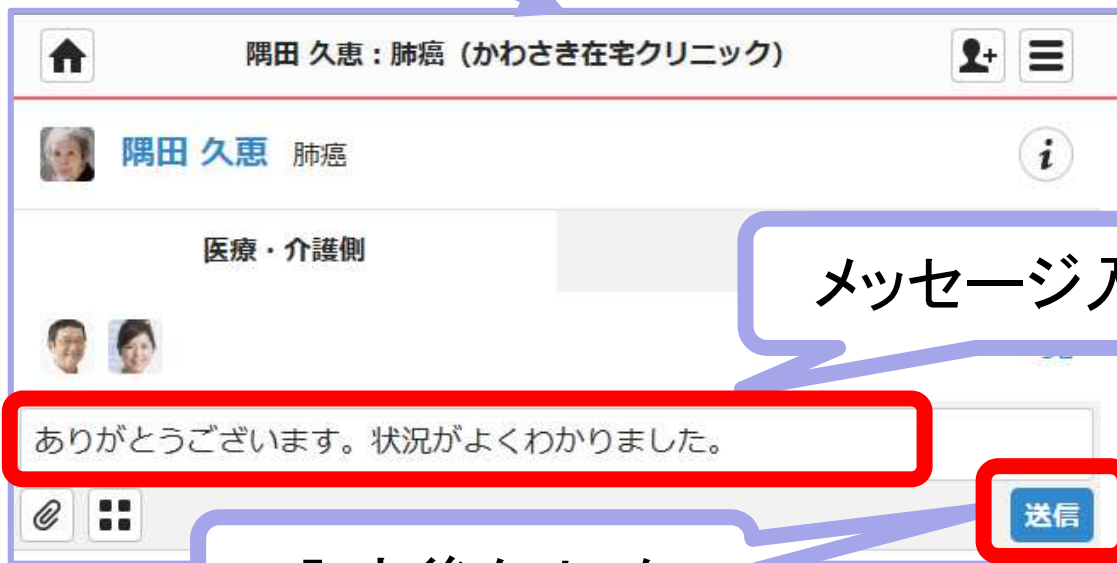 隅田 久恵：肺癌（かわさき在宅クリニック）
隅田 久恵 肺癌
医療・介護側
メッセージ
ありがとうございます。状況がよくわかりました。
送信